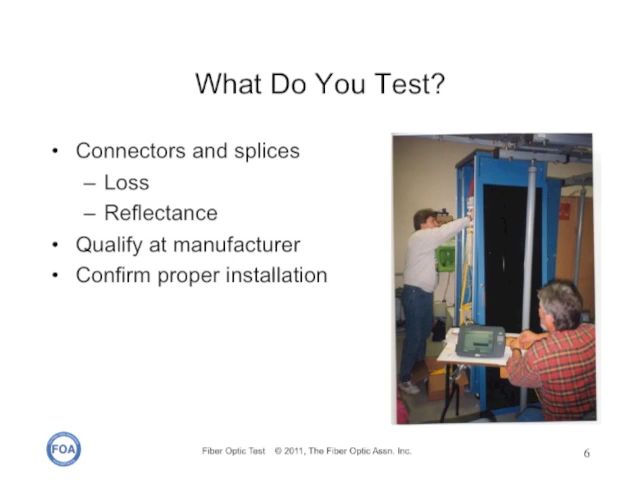 What Do You Test?
• Connectors and splices
– Loss
– Reflectance
• Qualify at manufacturer
• Confirm proper installation
FOA
Fiber Optic Test © 2011, The Fiber Optic Assn. Inc.
6